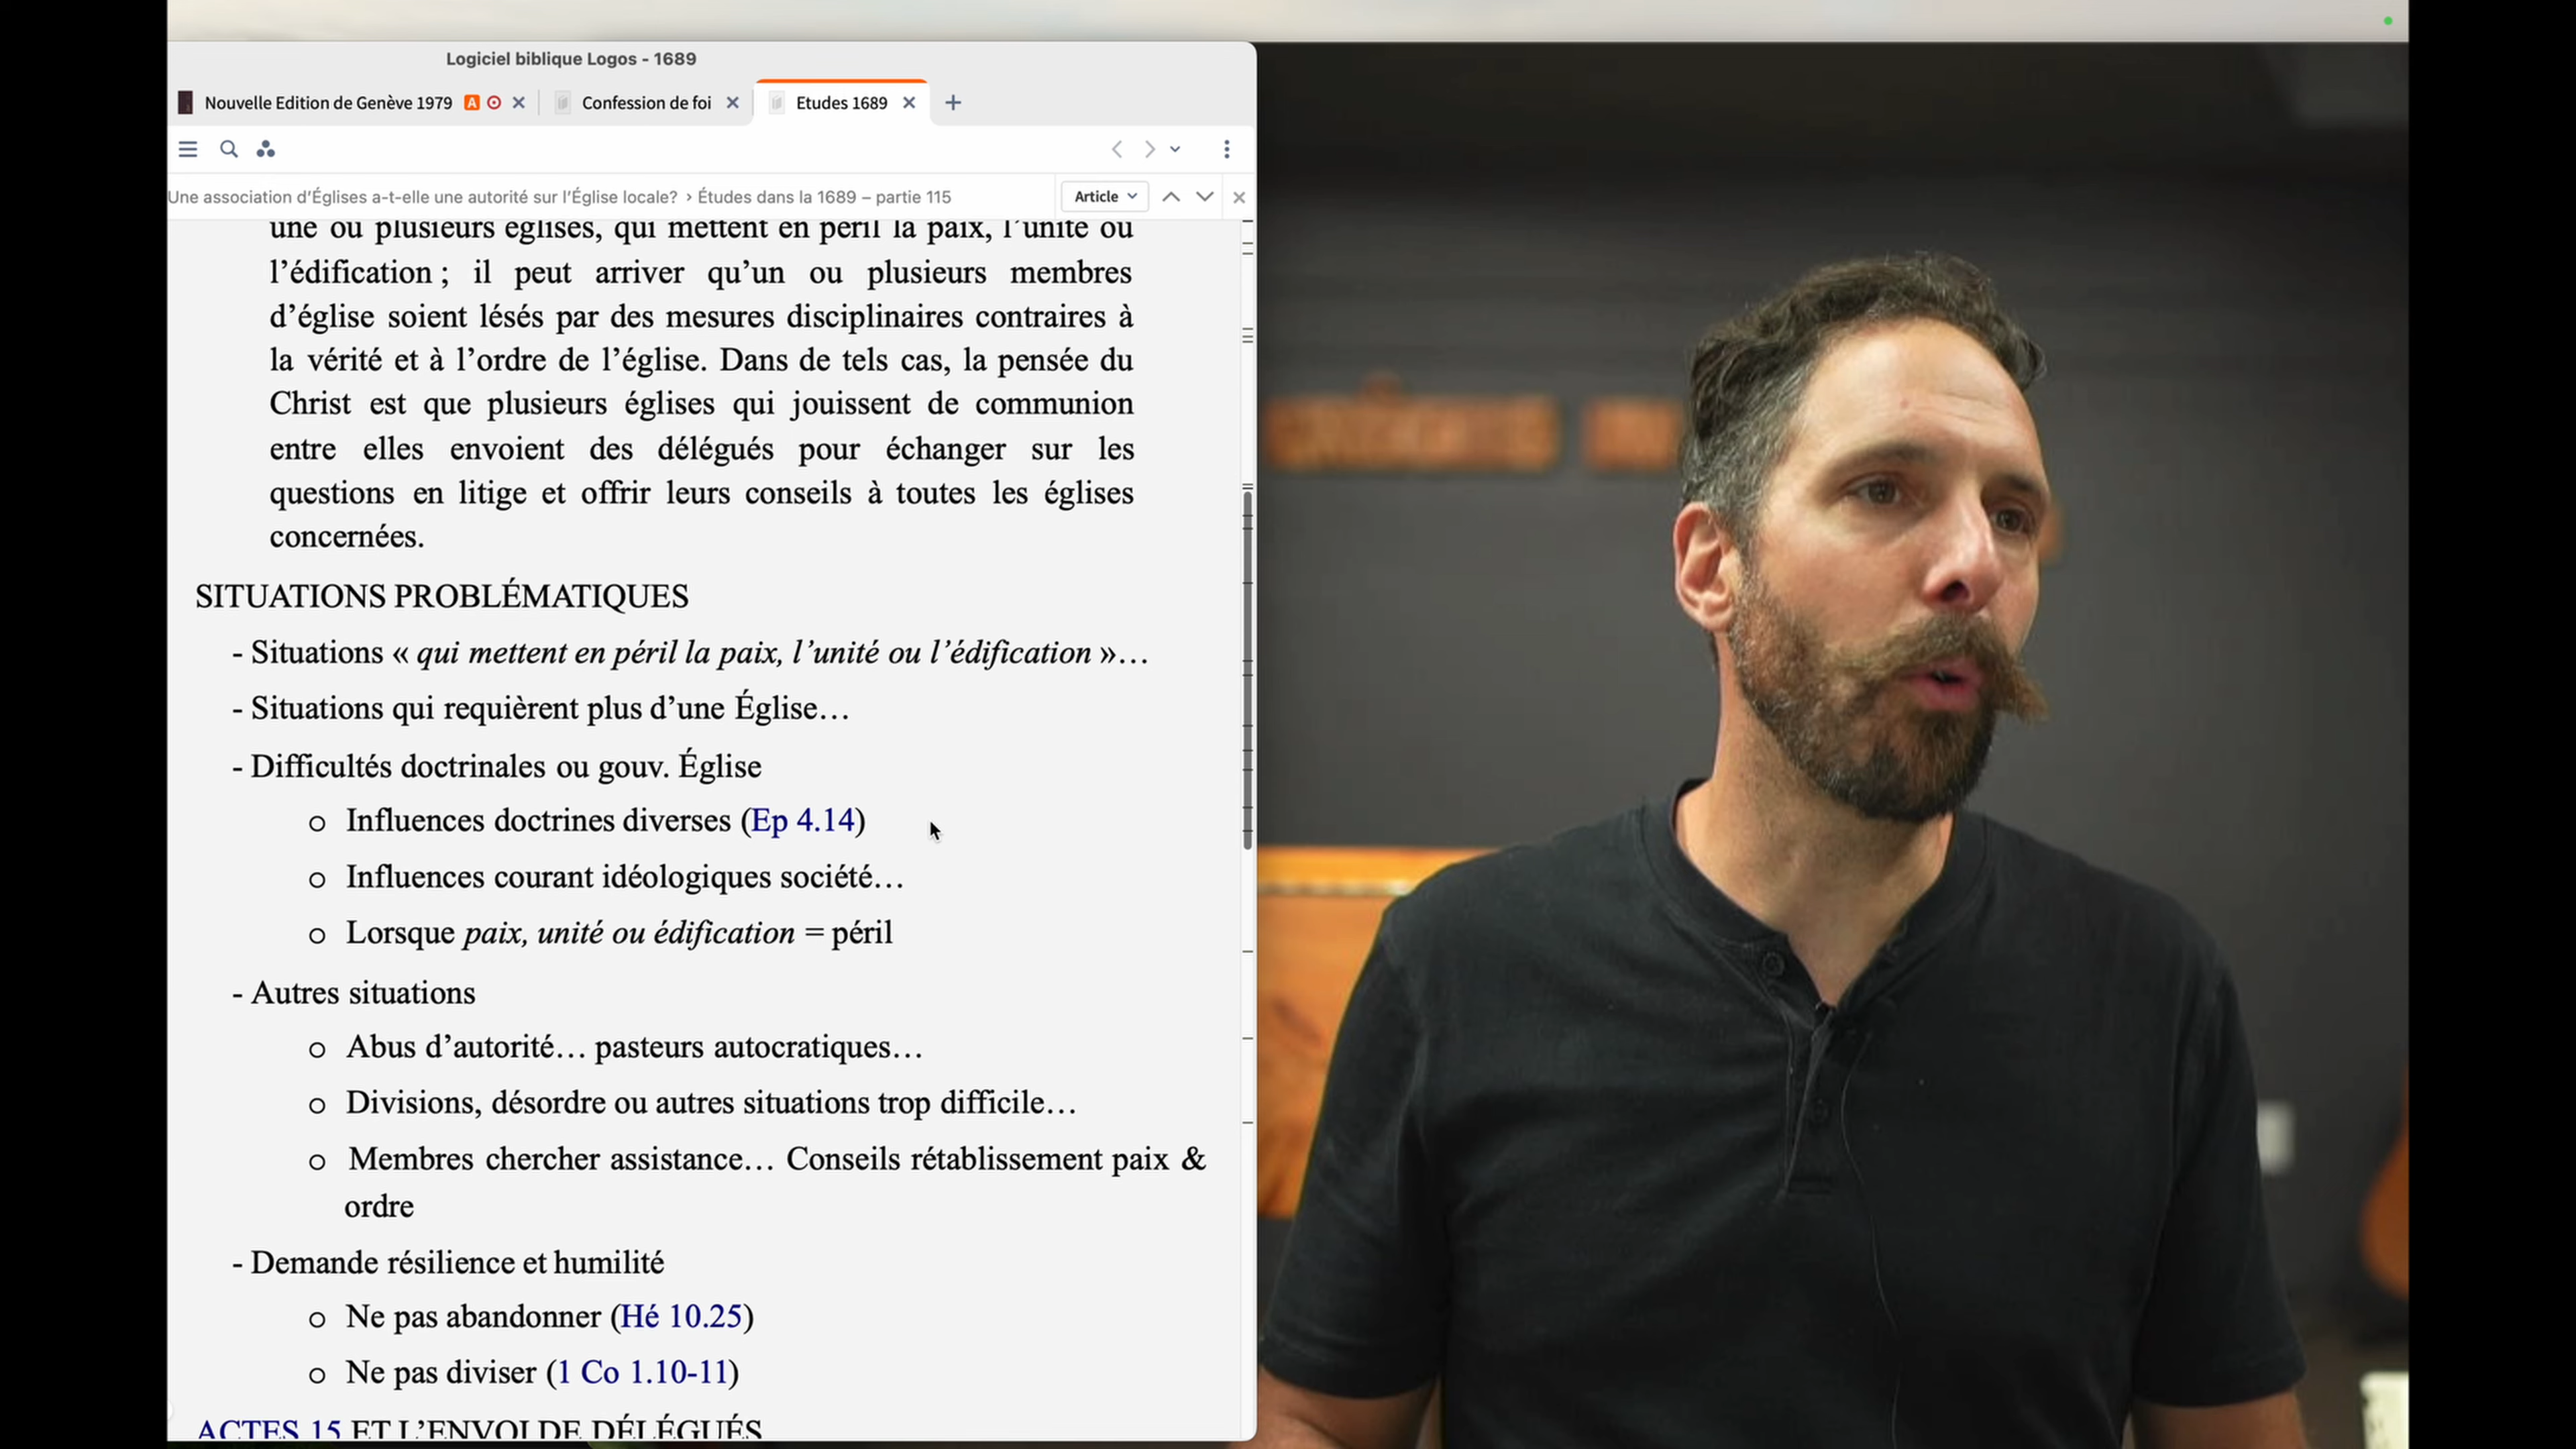 Logiciel biblique Logos - 1689
Nouvelle Edition de Genève 1979 A
Confession de foi
Etudes 1689
Une association d’Églises a-t-elle une autorité sur l’Église locale? › Études dans la 1689 – partie 115
Article
une ou plusieurs églises, qui mettent en péril la paix, l’unité ou
l’édification ; il peut arriver qu’un ou plusieurs membres
d’église soient lésés par des mesures disciplinaires contraires à
la vérité et à l’ordre de l’église. Dans de tels cas, la pensée du
Christ est que plusieurs églises qui jouissent de communion
entre elles envoient des délégués pour échanger sur les
questions en litige et offrir leurs conseils à toutes les églises
concernées.
SITUATIONS PROBLÉMATIQUES
- Situations « qui mettent en péril la paix, l’unité ou l’édification »…
- Situations qui requièrent plus d’une Église…
- Difficultés doctrinales ou gouv. Église
o Influences doctrines diverses (Ep 4.14)
o Influences courant idéologiques société…
o Lorsque paix, unité ou édification = péril
- Autres situations
o Abus d’autorité… pasteurs autocratiques…
o Divisions, désordre ou autres situations trop difficile…
o Membres chercher assistance… Conseils rétablissement paix &
ordre
- Demande résilience et humilité
o Ne pas abandonner (Hé 10.25)
o Ne pas diviser (1 Co 1.10-11)
ACTES 15 ET L’ENVOI DE DÉLÉGUÉS